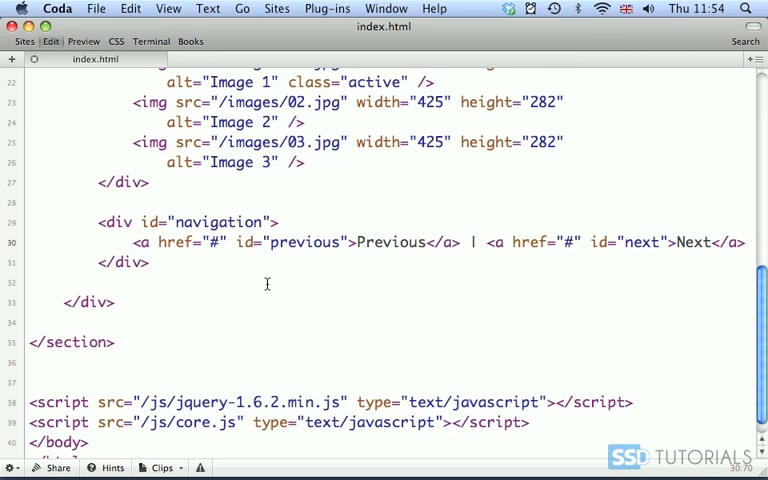 Coda File Edit View Text Go Sites Plug-ins Window Help Thu 11:54
index.html
Sites Edit Preview CSS Terminal Books Search
index.html
22 alt="Image 1" class="active" />
23 <img src="/images/02.jpg" width="425" height="282"
24 alt="Image 2" />
25 <img src="/images/03.jpg" width="425" height="282"
26 alt="Image 3" />
27 </div>
28
29 <div id="navigation">
30 <a href="#" id="previous">Previous</a> | <a href="#" id="next">Next</a>
31 </div>
32
33 </div>
34
35 </section>
36
37
38 <script src="/js/jquery-1.6.2.min.js" type="text/javascript"></script>
39 <script src="/js/core.js" type="text/javascript"></script>
40 </body>
Share Hints Clips
SSD TUTORIALS
30:70